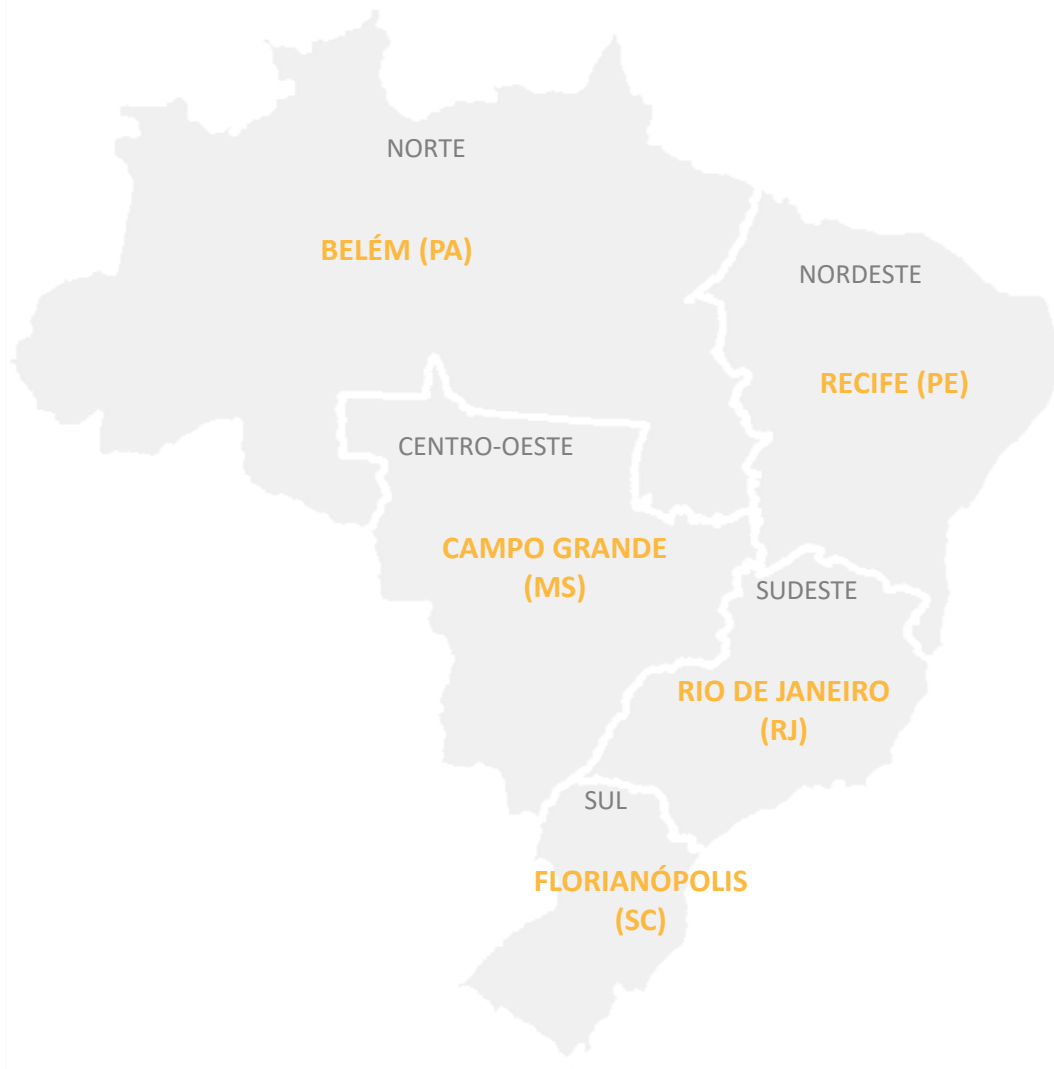 NORTE
BELÉM (PA)
NORDESTE
RECIFE (PE)
CENTRO-OESTE
CAMPO GRANDE
(MS)
SUDESTE
RIO DE JANEIRO
(RJ)
SUL
FLORIANÓPOLIS
(SC)